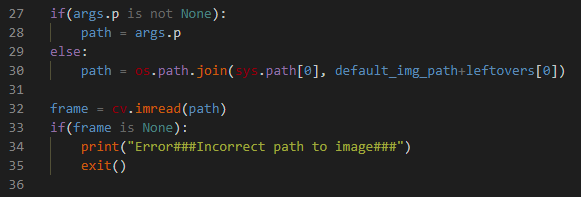 27 if(args.p is not None):
28     path = args.p
29 else:
30     path = os.path.join(sys.path[0], default_img_path+leftovers[0])
31
32 frame = cv.imread(path)
33 if(frame is None):
34     print("Error###Incorrect path to image###")
35     exit()
36